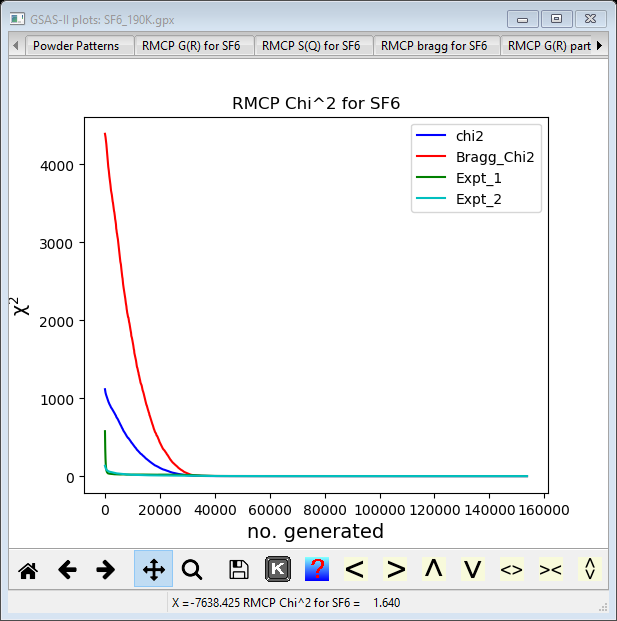 GSAS-II plots: SF6_190K.gpx
Powder Patterns RMCP G(R) for SF6 RMCP S(Q) for SF6 RMCP bragg for SF6 RMCP G(R) part
RMCP Chi^2 for SF6
chi2
Bragg_Chi2
Expt_1
Expt_2
4000
3000
2000
1000
0
χ²
0 20000 40000 60000 80000 100000 120000 140000 160000
no. generated
K ? < > ^ v <> >< ^v
X =-7638.425 RMCP Chi^2 for SF6 = 1.640